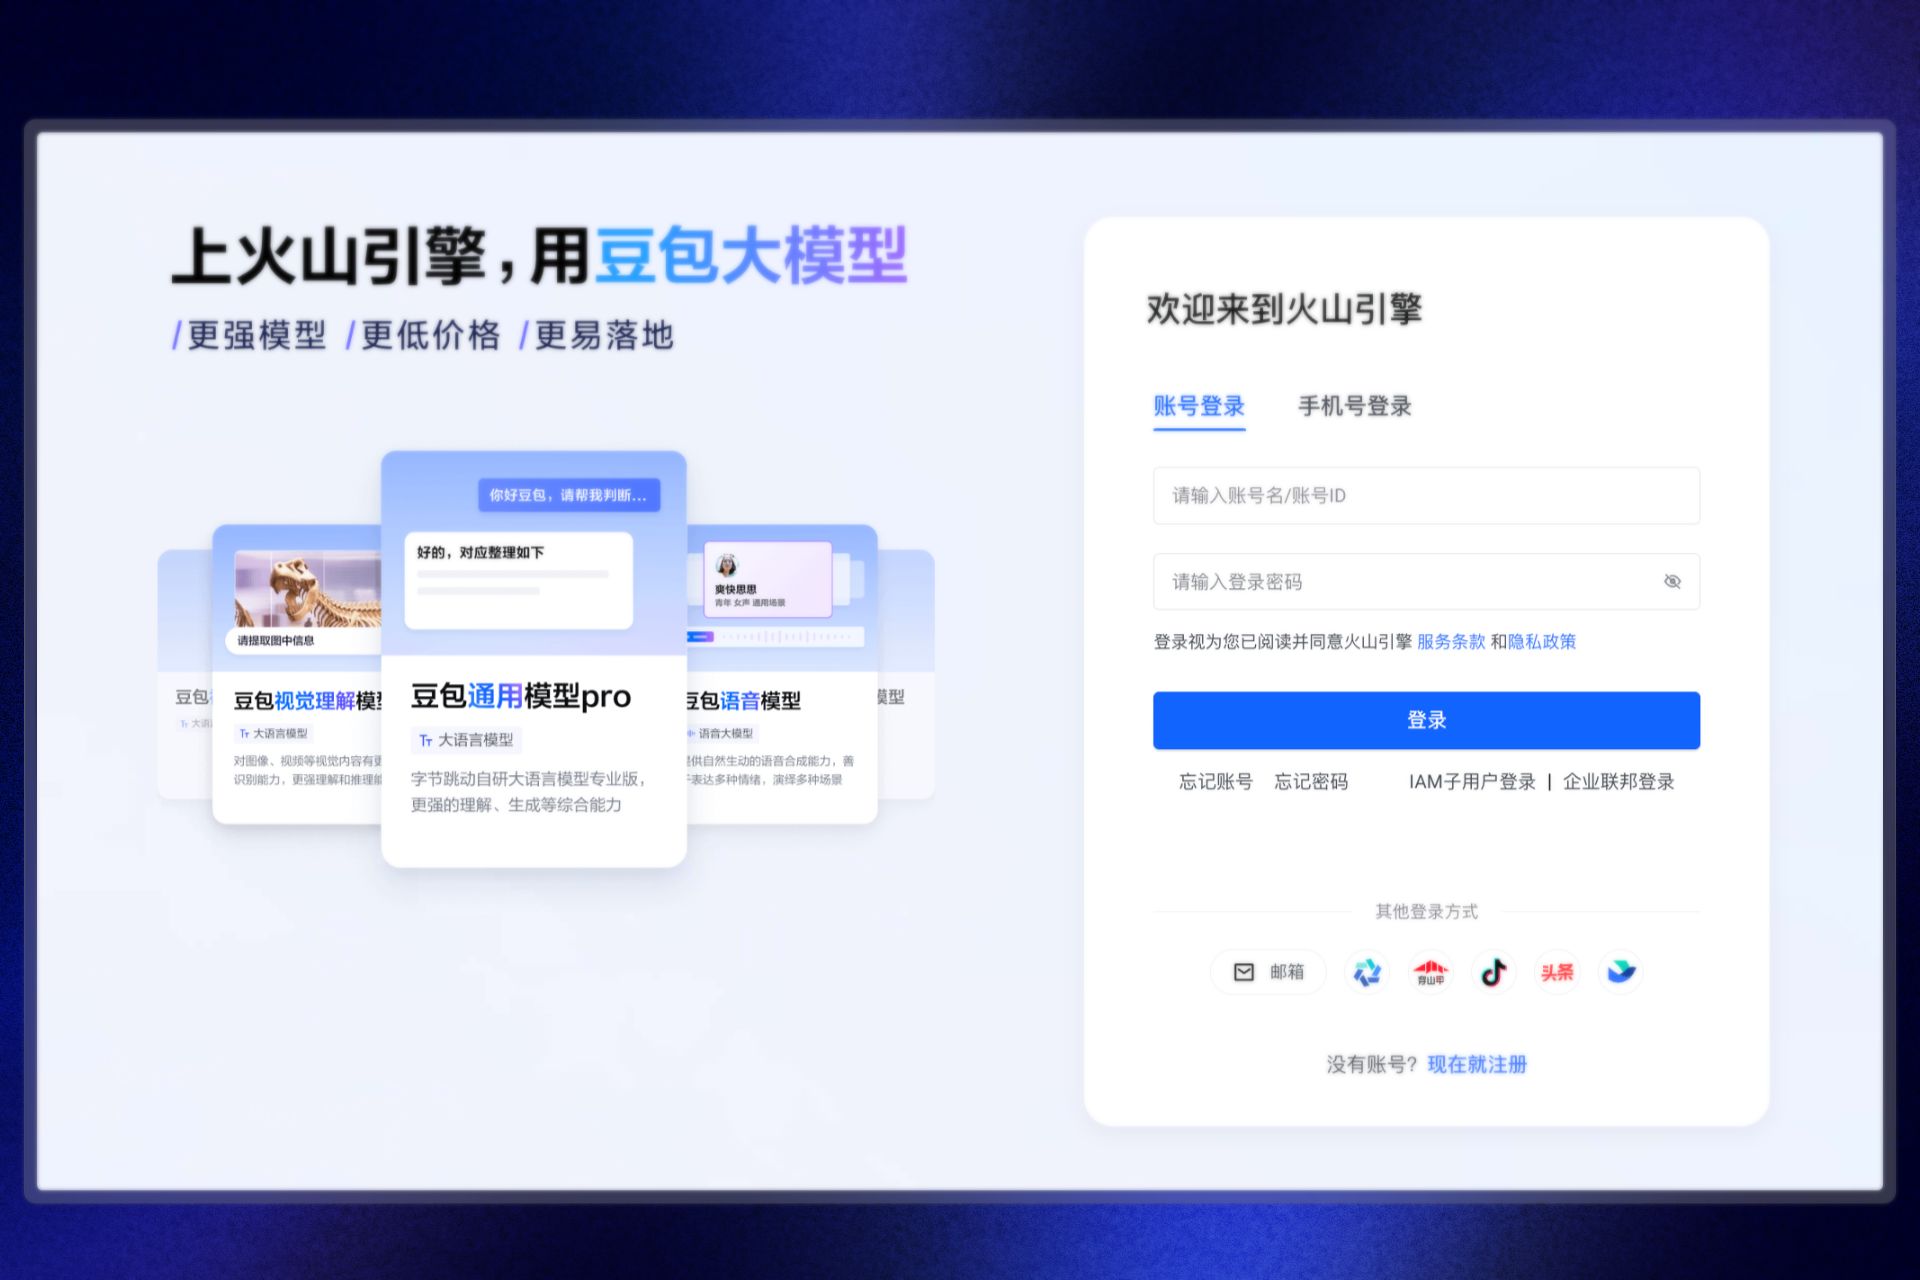 上火山引擎，用豆包大模型
/更强模型 /更低价格 /更易落地
你好豆包，请帮我判断...
好的，对应整理如下
请提取图中信息
爽快思思
青年 女声 通用场景
豆包
大语
豆包视觉理解模型
Tт 大语言模型
对图像、视频等视觉内容有更
识别能力，更强理解和推理能
豆包通用模型pro
Tт 大语言模型
字节跳动自研大语言模型专业版，
更强的理解、生成等综合能力
豆包语音模型
语音大模型
提供自然生动的语音合成能力，善
于表达多种情绪，演绎多种场景
模型
欢迎来到火山引擎
账号登录 手机号登录
请输入账号名/账号ID
请输入登录密码
登录视为您已阅读并同意火山引擎 服务条款 和隐私政策
登录
忘记账号 忘记密码 IAM子用户登录 | 企业联邦登录
其他登录方式
邮箱
穿山甲
头条
没有账号？现在就注册